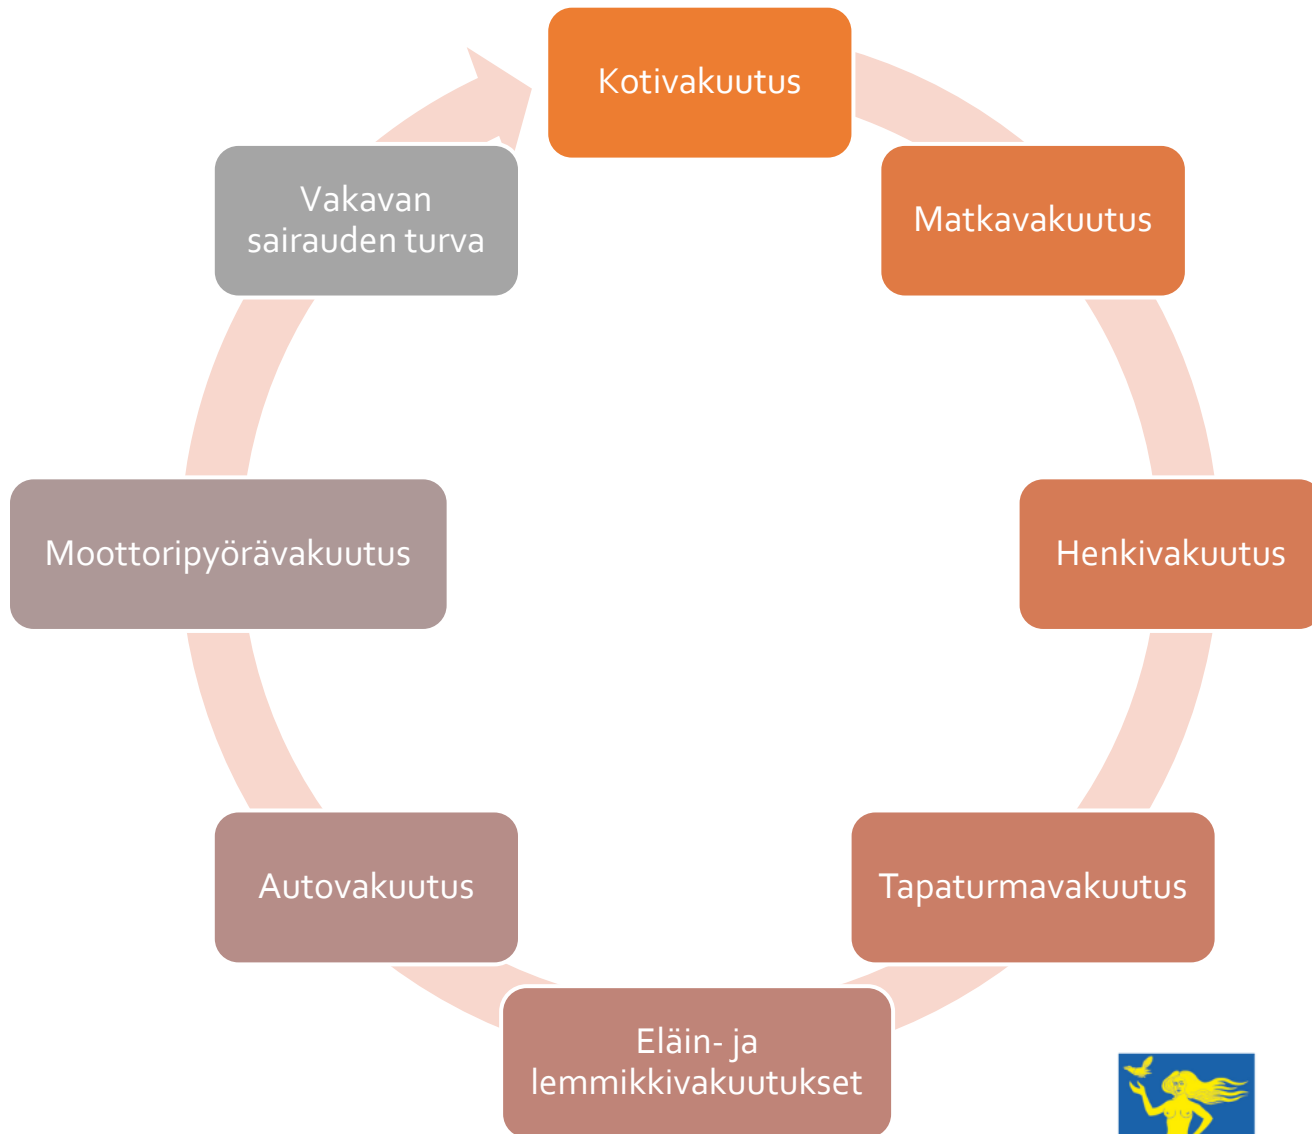 Kotivakuutus
Matkavakuutus
Henkivakuutus
Tapaturmavakuutus
Eläin- ja
lemmikkivakuutukset
Autovakuutus
Moottoripyörävakuutus
Vakavan
sairauden turva